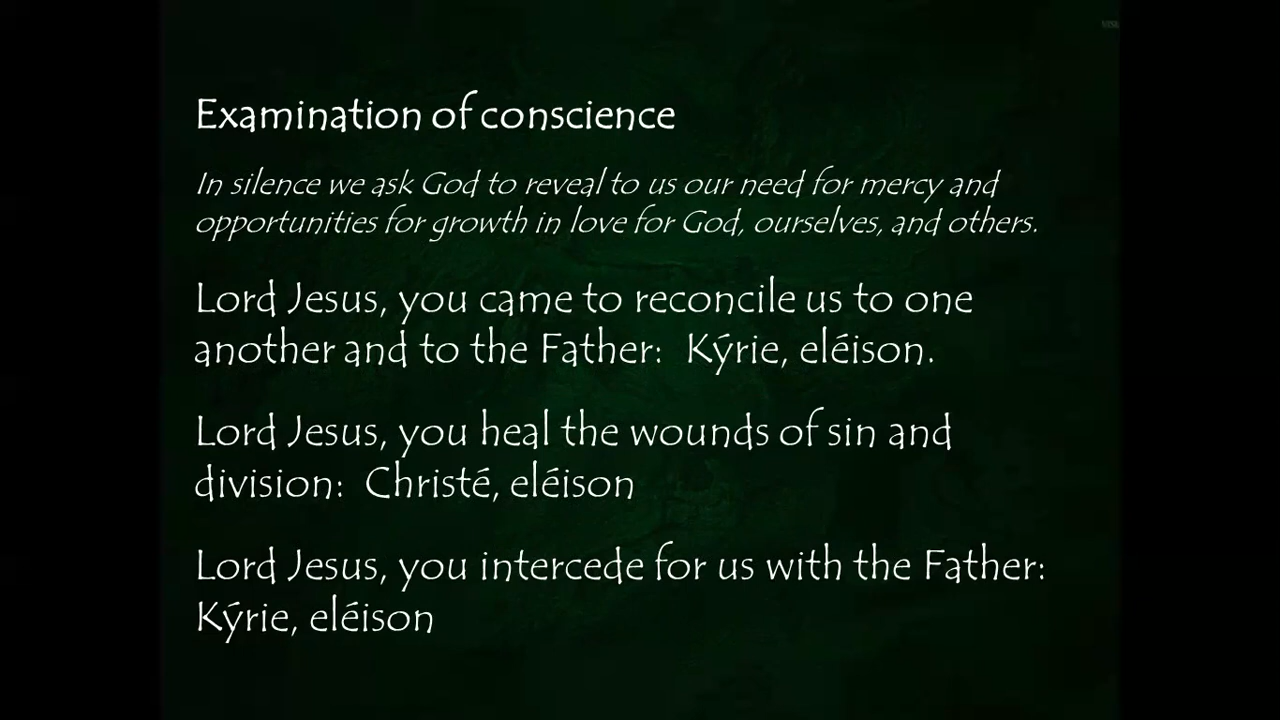 Examination of conscience
In silence we ask God to reveal to us our need for mercy and
opportunities for growth in love for God, ourselves, and others.
Lord Jesus, you came to reconcile us to one
another and to the Father: Kýrie, eléison.
Lord Jesus, you heal the wounds of sin and
division: Christé, eléison
Lord Jesus, you intercede for us with the Father:
Kýrie, eléison